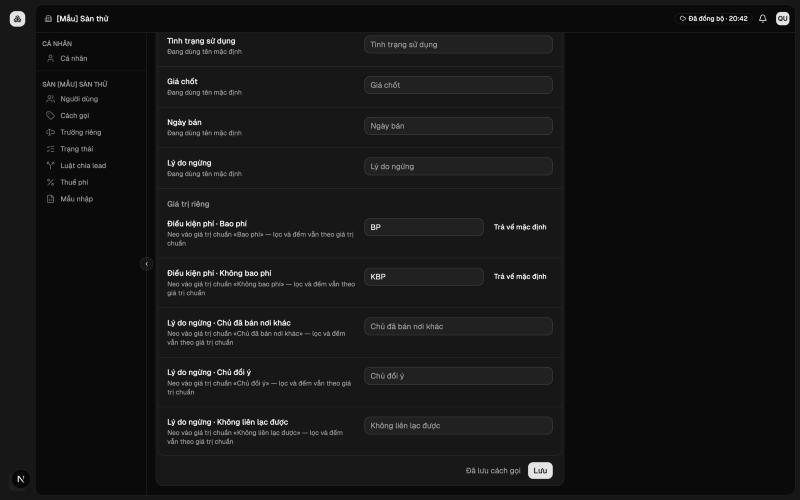 [Mẫu] Sàn thử
Đã đồng bộ · 20:42
QU
CÁ NHÂN
Cá nhân
SÀN [MẪU] SÀN THỬ
Người dùng
Cách gọi
Trường riêng
Trạng thái
Luật chia lead
Thuế phí
Mẫu nhập
Tình trạng sử dụng
Đang dùng tên mặc định
Tình trạng sử dụng
Giá chốt
Đang dùng tên mặc định
Giá chốt
Ngày bán
Đang dùng tên mặc định
Ngày bán
Lý do ngừng
Đang dùng tên mặc định
Lý do ngừng
Giá trị riêng
Điều kiện phí · Bao phí
Neo vào giá trị chuẩn «Bao phí» — lọc và đếm vẫn theo giá trị
chuẩn
BP
Trả về mặc định
Điều kiện phí · Không bao phí
Neo vào giá trị chuẩn «Không bao phí» — lọc và đếm vẫn theo
giá trị chuẩn
KBP
Trả về mặc định
Lý do ngừng · Chủ đã bán nơi khác
Neo vào giá trị chuẩn «Chủ đã bán nơi khác» — lọc và đếm
vẫn theo giá trị chuẩn
Chủ đã bán nơi khác
Lý do ngừng · Chủ đổi ý
Neo vào giá trị chuẩn «Chủ đổi ý» — lọc và đếm vẫn theo giá
trị chuẩn
Chủ đổi ý
Lý do ngừng · Không liên lạc được
Neo vào giá trị chuẩn «Không liên lạc được» — lọc và đếm
vẫn theo giá trị chuẩn
Không liên lạc được
Đã lưu cách gọi
Lưu
N